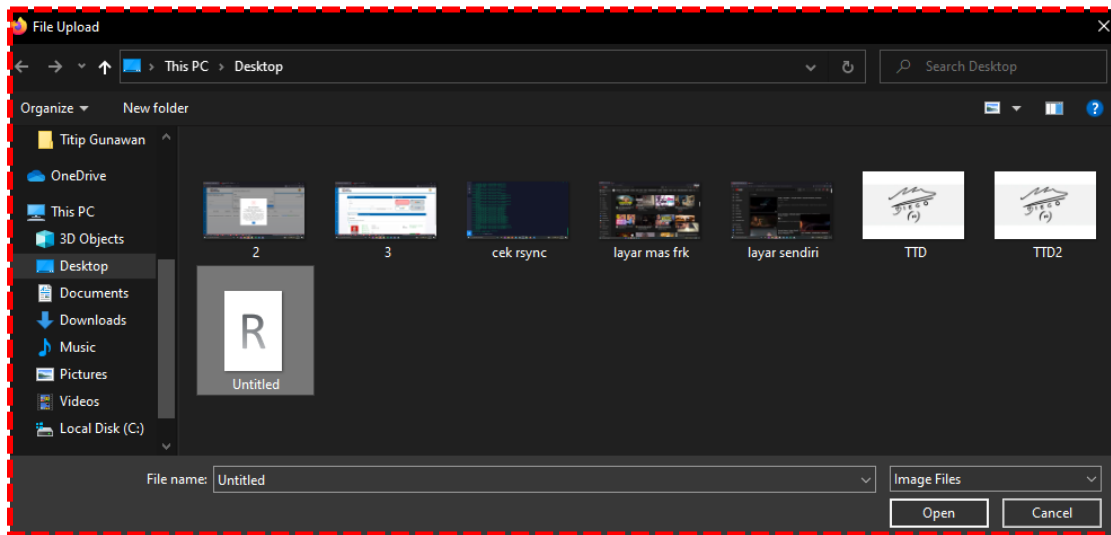 File Upload
This PC > Desktop
Search Desktop
Organize
New folder
Titip Gunawan
OneDrive
This PC
3D Objects
Desktop
Documents
Downloads
Music
Pictures
Videos
Local Disk (C:)
2
3
cek rsync
layar mas frk
layar sendiri
DIEGO
TTD
DIEGO
TTD2
R
Untitled
File name: Untitled
Image Files
Open
Cancel